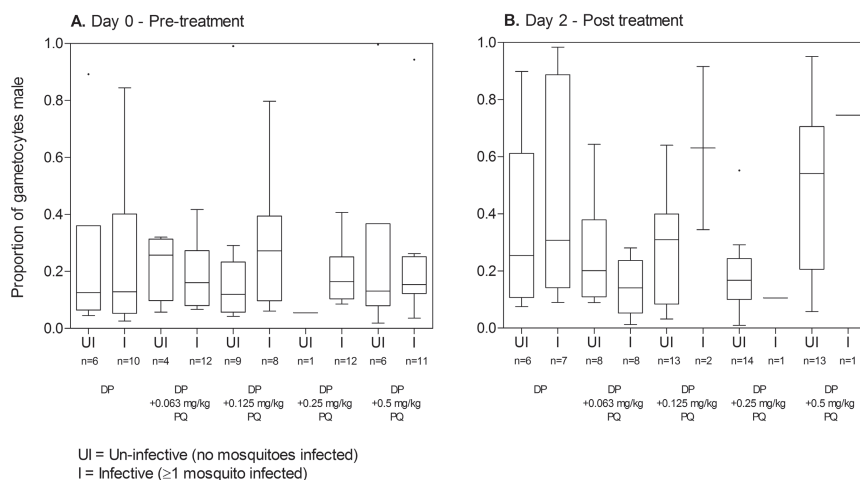 A. Day 0 - Pre-treatment
B. Day 2 - Post treatment
Proportion of gametocytes male
1.0
0.8
0.6
0.4
0.2
0.0
UI I UI I UI I UI I UI I
n=6 n=10 n=4 n=12 n=9 n=8 n=1 n=12 n=6 n=11
DP DP DP DP DP
+0.063 mg/kg +0.125 mg/kg +0.25 mg/kg +0.5 mg/kg
PQ PQ PQ PQ
1.0
0.8
0.6
0.4
0.2
0.0
UI I UI I UI I UI I UI I
n=6 n=7 n=8 n=8 n=13 n=2 n=14 n=1 n=13 n=1
DP DP DP DP DP
+0.063 mg/kg +0.125 mg/kg +0.25 mg/kg +0.5 mg/kg
PQ PQ PQ PQ
UI = Un-infective (no mosquitoes infected)
I = Infective (≥1 mosquito infected)